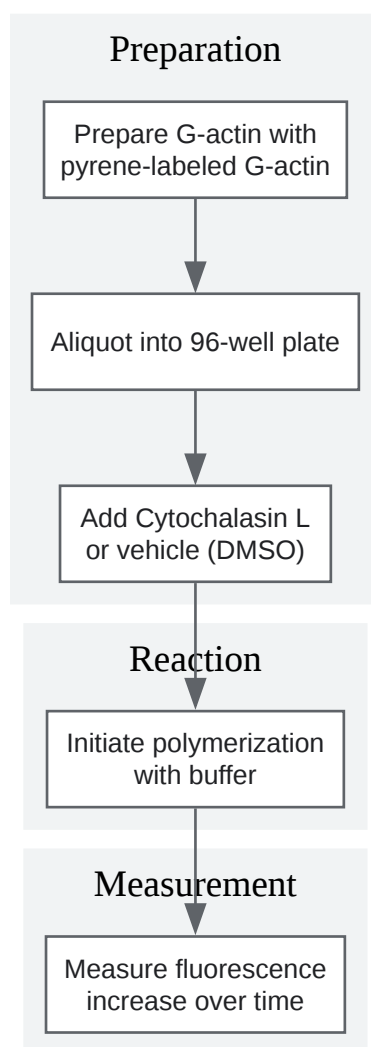 Preparation
Prepare G-actin with
pyrene-labeled G-actin
Aliquot into 96-well plate
Add Cytochalasin L
or vehicle (DMSO)
Reaction
Initiate polymerization
with buffer
Measurement
Measure fluorescence
increase over time